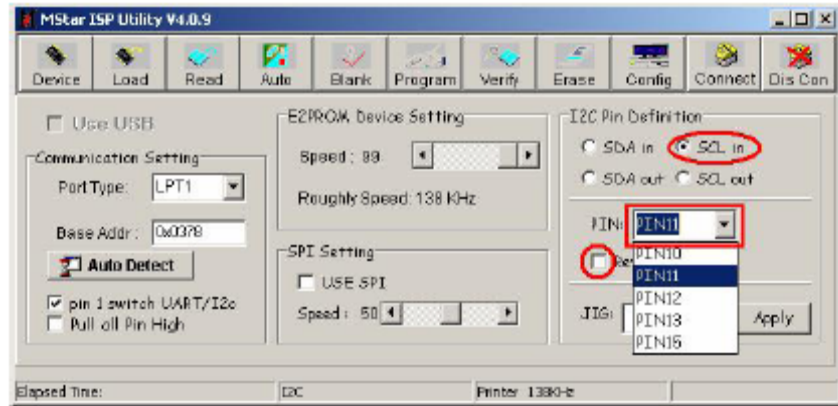 MStar ISP Utility V4.0.9
Device Load Read Auto Blank Program Verify Erase Config Connect Dis Con
Use USB
Communication Setting
Port Type: LPT1
Base Addr: 0x0378
Auto Detect
pin 1 switch UART/I2c
Pull all Pin High
E2PROM Device Setting
Speed: 99
Roughly Speed: 138 KHz
SPI Setting
USE SPI
Speed: 50
I2C Pin Definition
SDA in SCL in
SDA out SCL out
PIN: PIN11
PIN10
PIN11
PIN12
PIN13
PIN15
JIG:
Apply
Elapsed Time: I2C Printer 138KHz